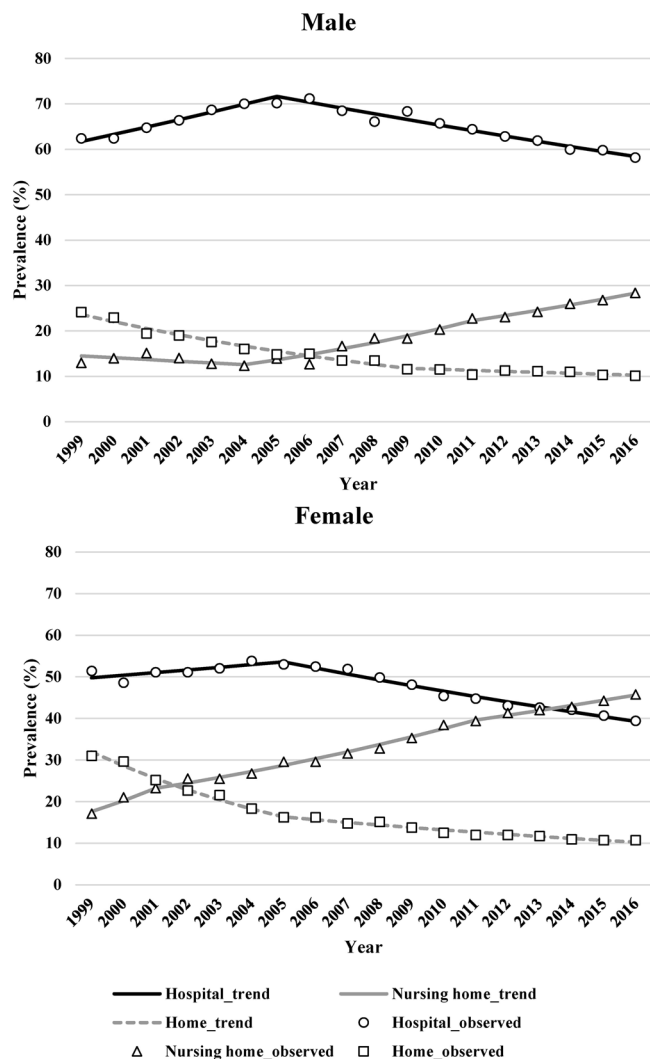 Male
Prevalence (%)
80
70
60
50
40
30
20
10
0
1999 2000 2001 2002 2003 2004 2005 2006 2007 2008 2009 2010 2011 2012 2013 2014 2015 2016
Year
Female
Prevalence (%)
80
70
60
50
40
30
20
10
0
1999 2000 2001 2002 2003 2004 2005 2006 2007 2008 2009 2010 2011 2012 2013 2014 2015 2016
Year
Hospital_trend Nursing home_trend
Home_trend Hospital_observed
Nursing home_observed Home_observed